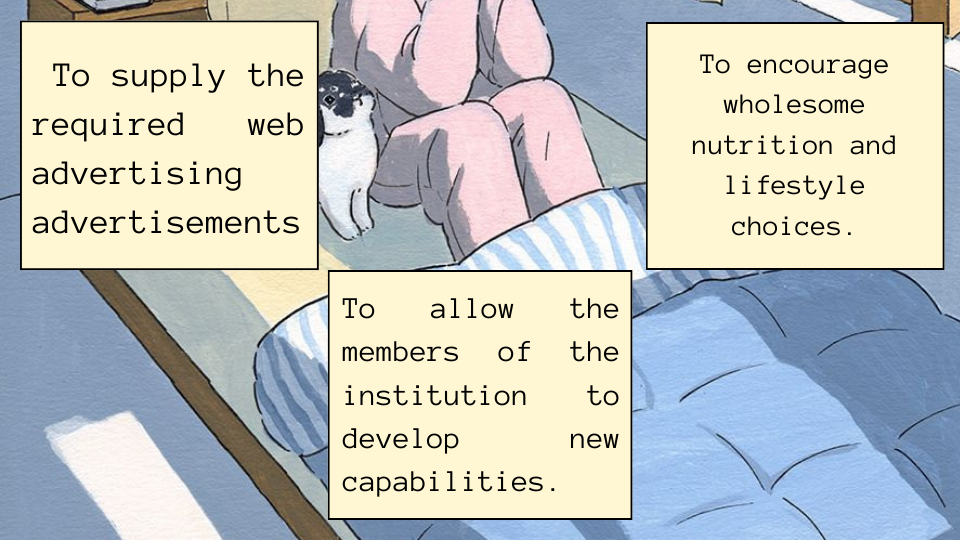 To supply the
required web
advertising
advertisements
To encourage
wholesome
nutrition and
lifestyle
choices.
To allow the
members of the
institution to
develop new
capabilities.